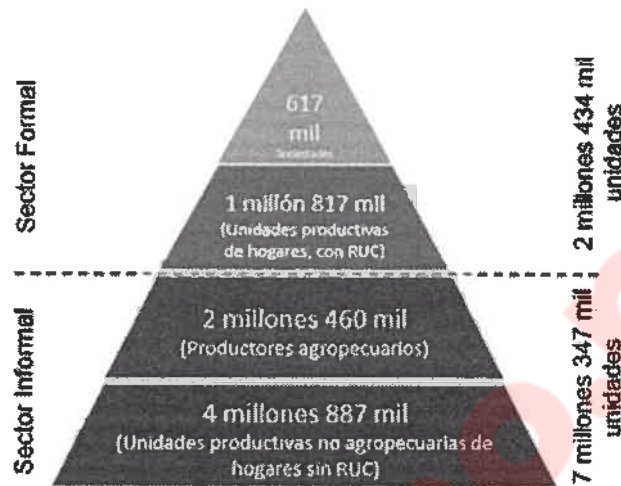 Sector Formal
617
mil
Sociedades
1 millón 817 mil
(Unidades productivas
de hogares, con RUC)
2 millones 434 mil
unidades
Sector Informal
2 millones 460 mil
(Productores agropecuarios)
4 millones 887 mil
(Unidades productivas no agropecuarias de
hogares sin RUC)
7 millones 347 mil
unidades